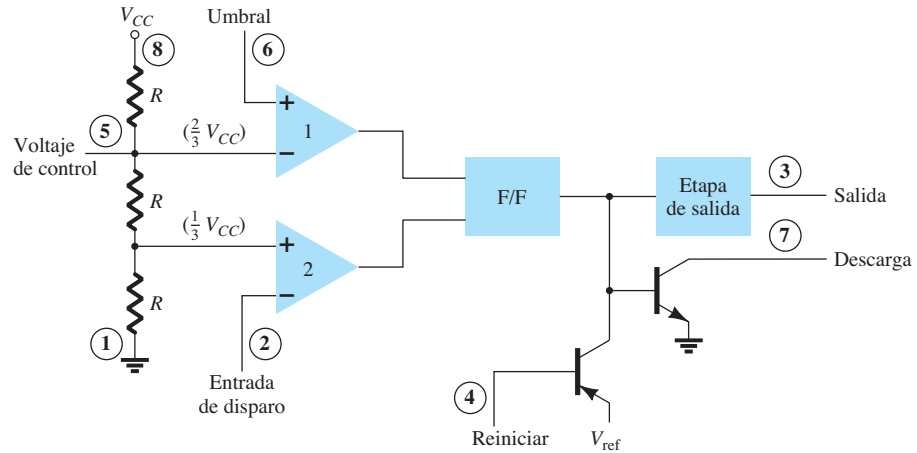 V_CC
8
Umbral
6
R
+
1
5
(2/3 V_CC)
−
Voltaje
de control
R
F/F
Etapa
de salida
3
Salida
(1/3 V_CC)
+
2
−
7
Descarga
R
1
2
Entrada
de disparo
4
Reiniciar
V_ref